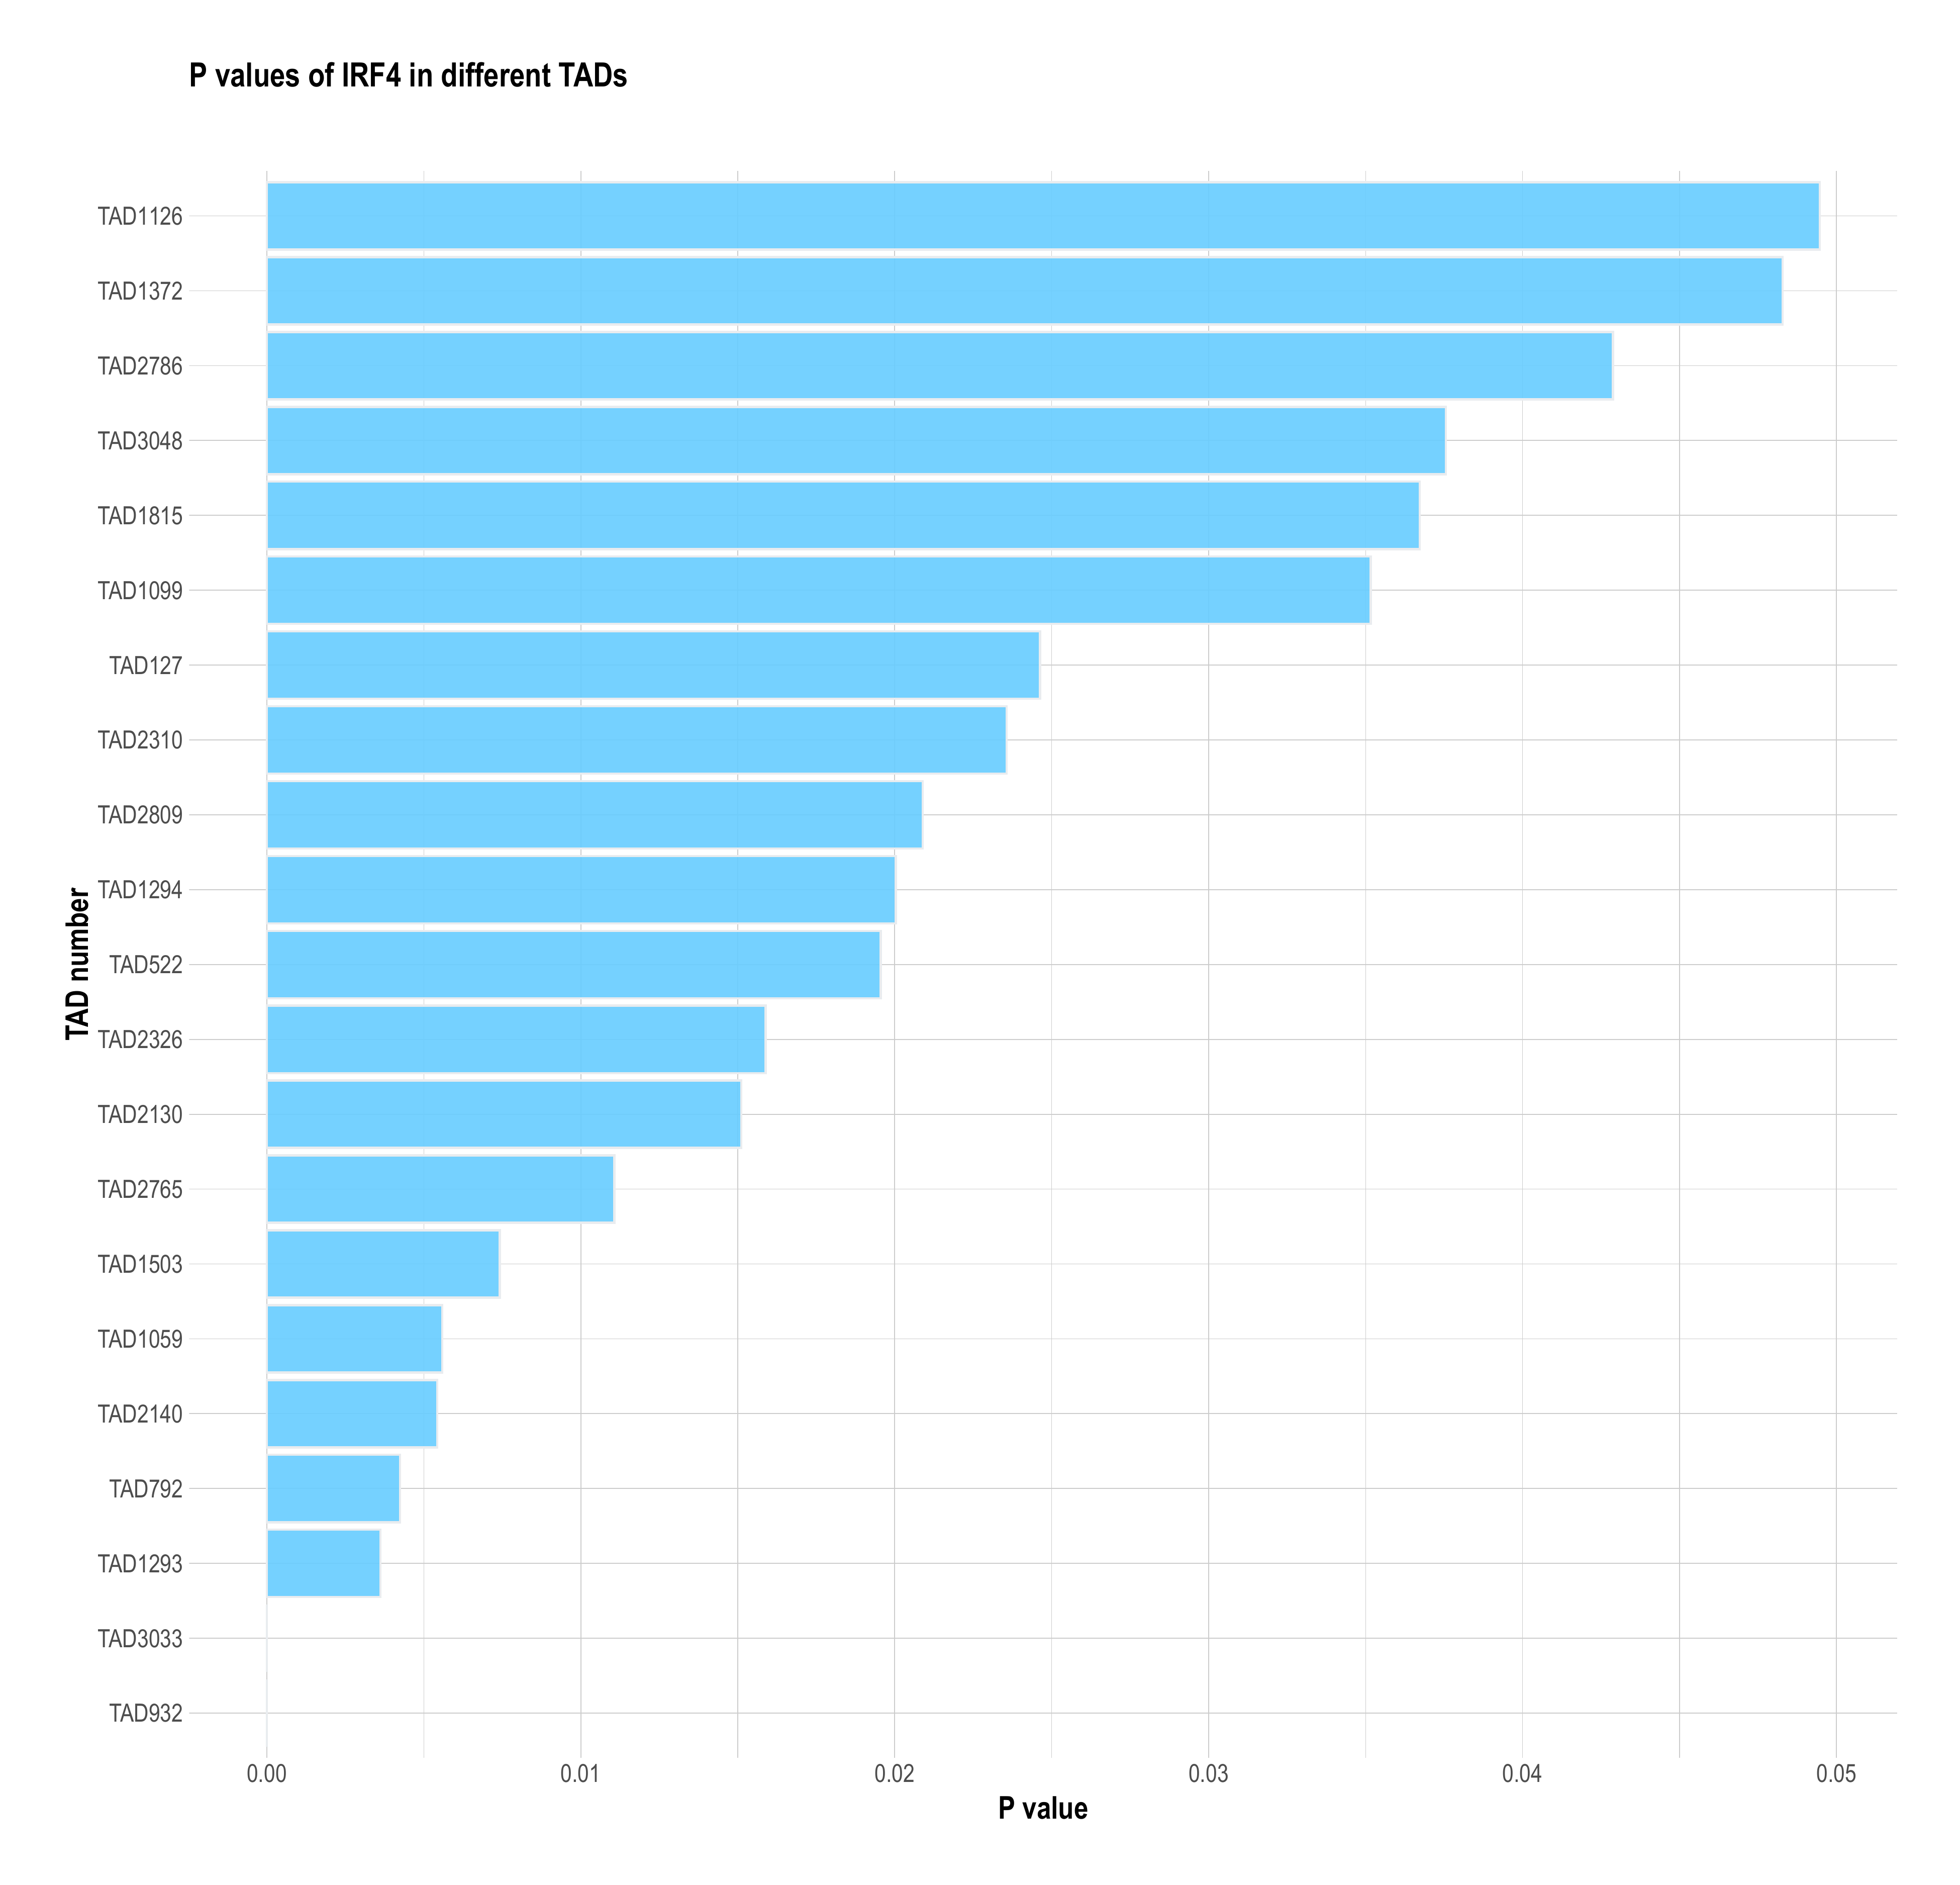 P values of IRF4 in different TADs
TAD1126
TAD1372
TAD2786
TAD3048
TAD1815
TAD1099
TAD127
TAD2310
TAD2809
TAD1294
TAD522
TAD2326
TAD2130
TAD2765
TAD1503
TAD1059
TAD2140
TAD792
TAD1293
TAD3033
TAD932
TAD number
0.00 0.01 0.02 0.03 0.04 0.05
P value